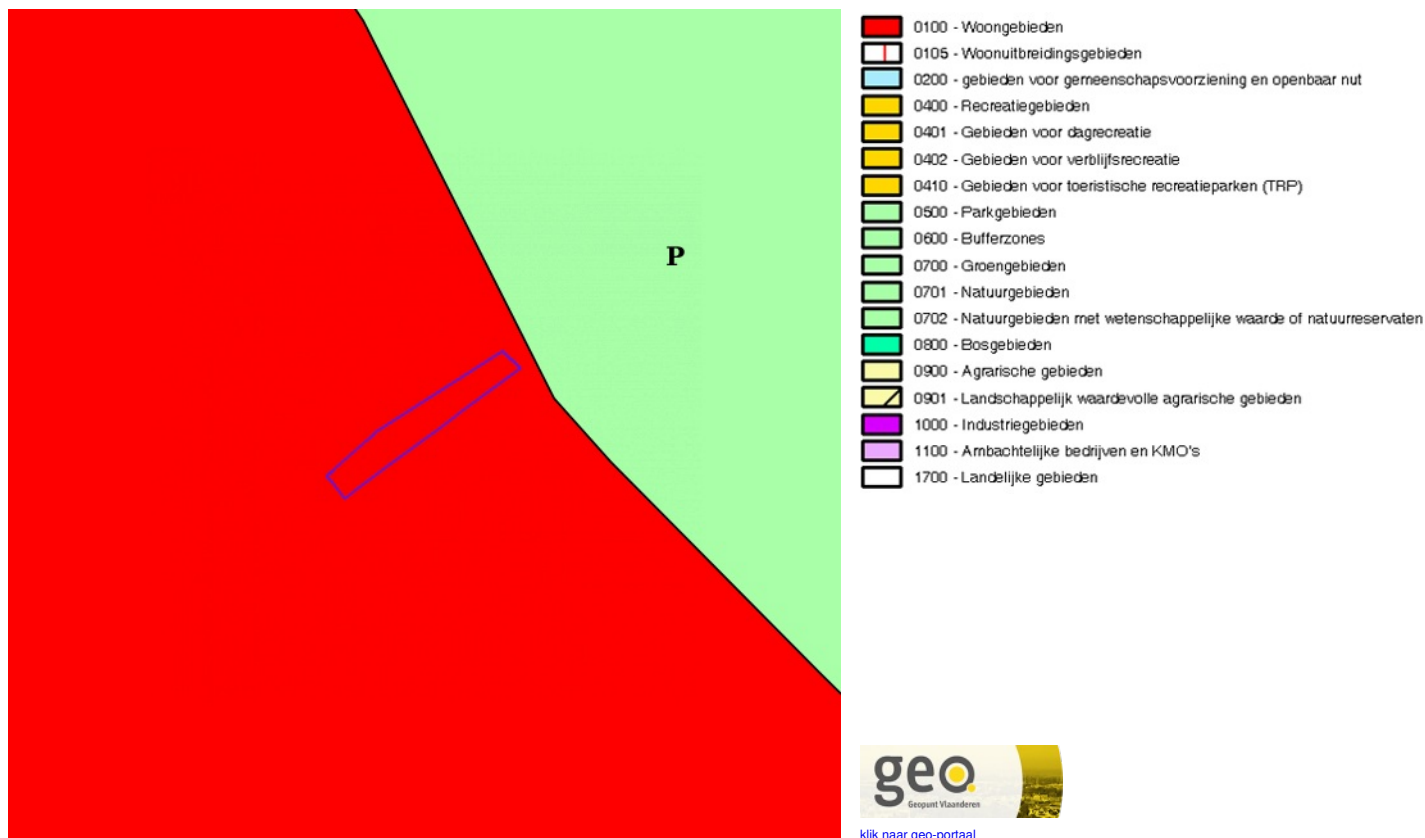 P
0100 - Woongebieden
0105 - Woonuitbreidingsgebieden
0200 - gebieden voor gemeenschapsvoorziening en openbaar nut
0400 - Recreatiegebieden
0401 - Gebieden voor dagrecreatie
0402 - Gebieden voor verblijfsrecreatie
0410 - Gebieden voor toeristische recreatieparken (TRP)
0500 - Parkgebieden
0600 - Bufferzones
0700 - Groengebieden
0701 - Natuurgebieden
0702 - Natuurgebieden met wetenschappelijke waarde of natuurreservaten
0800 - Bosgebieden
0900 - Agrarische gebieden
0901 - Landschappelijk waardevolle agrarische gebieden
1000 - Industriegebieden
1100 - Ambachtelijke bedrijven en KMO's
1700 - Landelijke gebieden
geo.
Geopunt Vlaanderen
klik naar geo-portaal